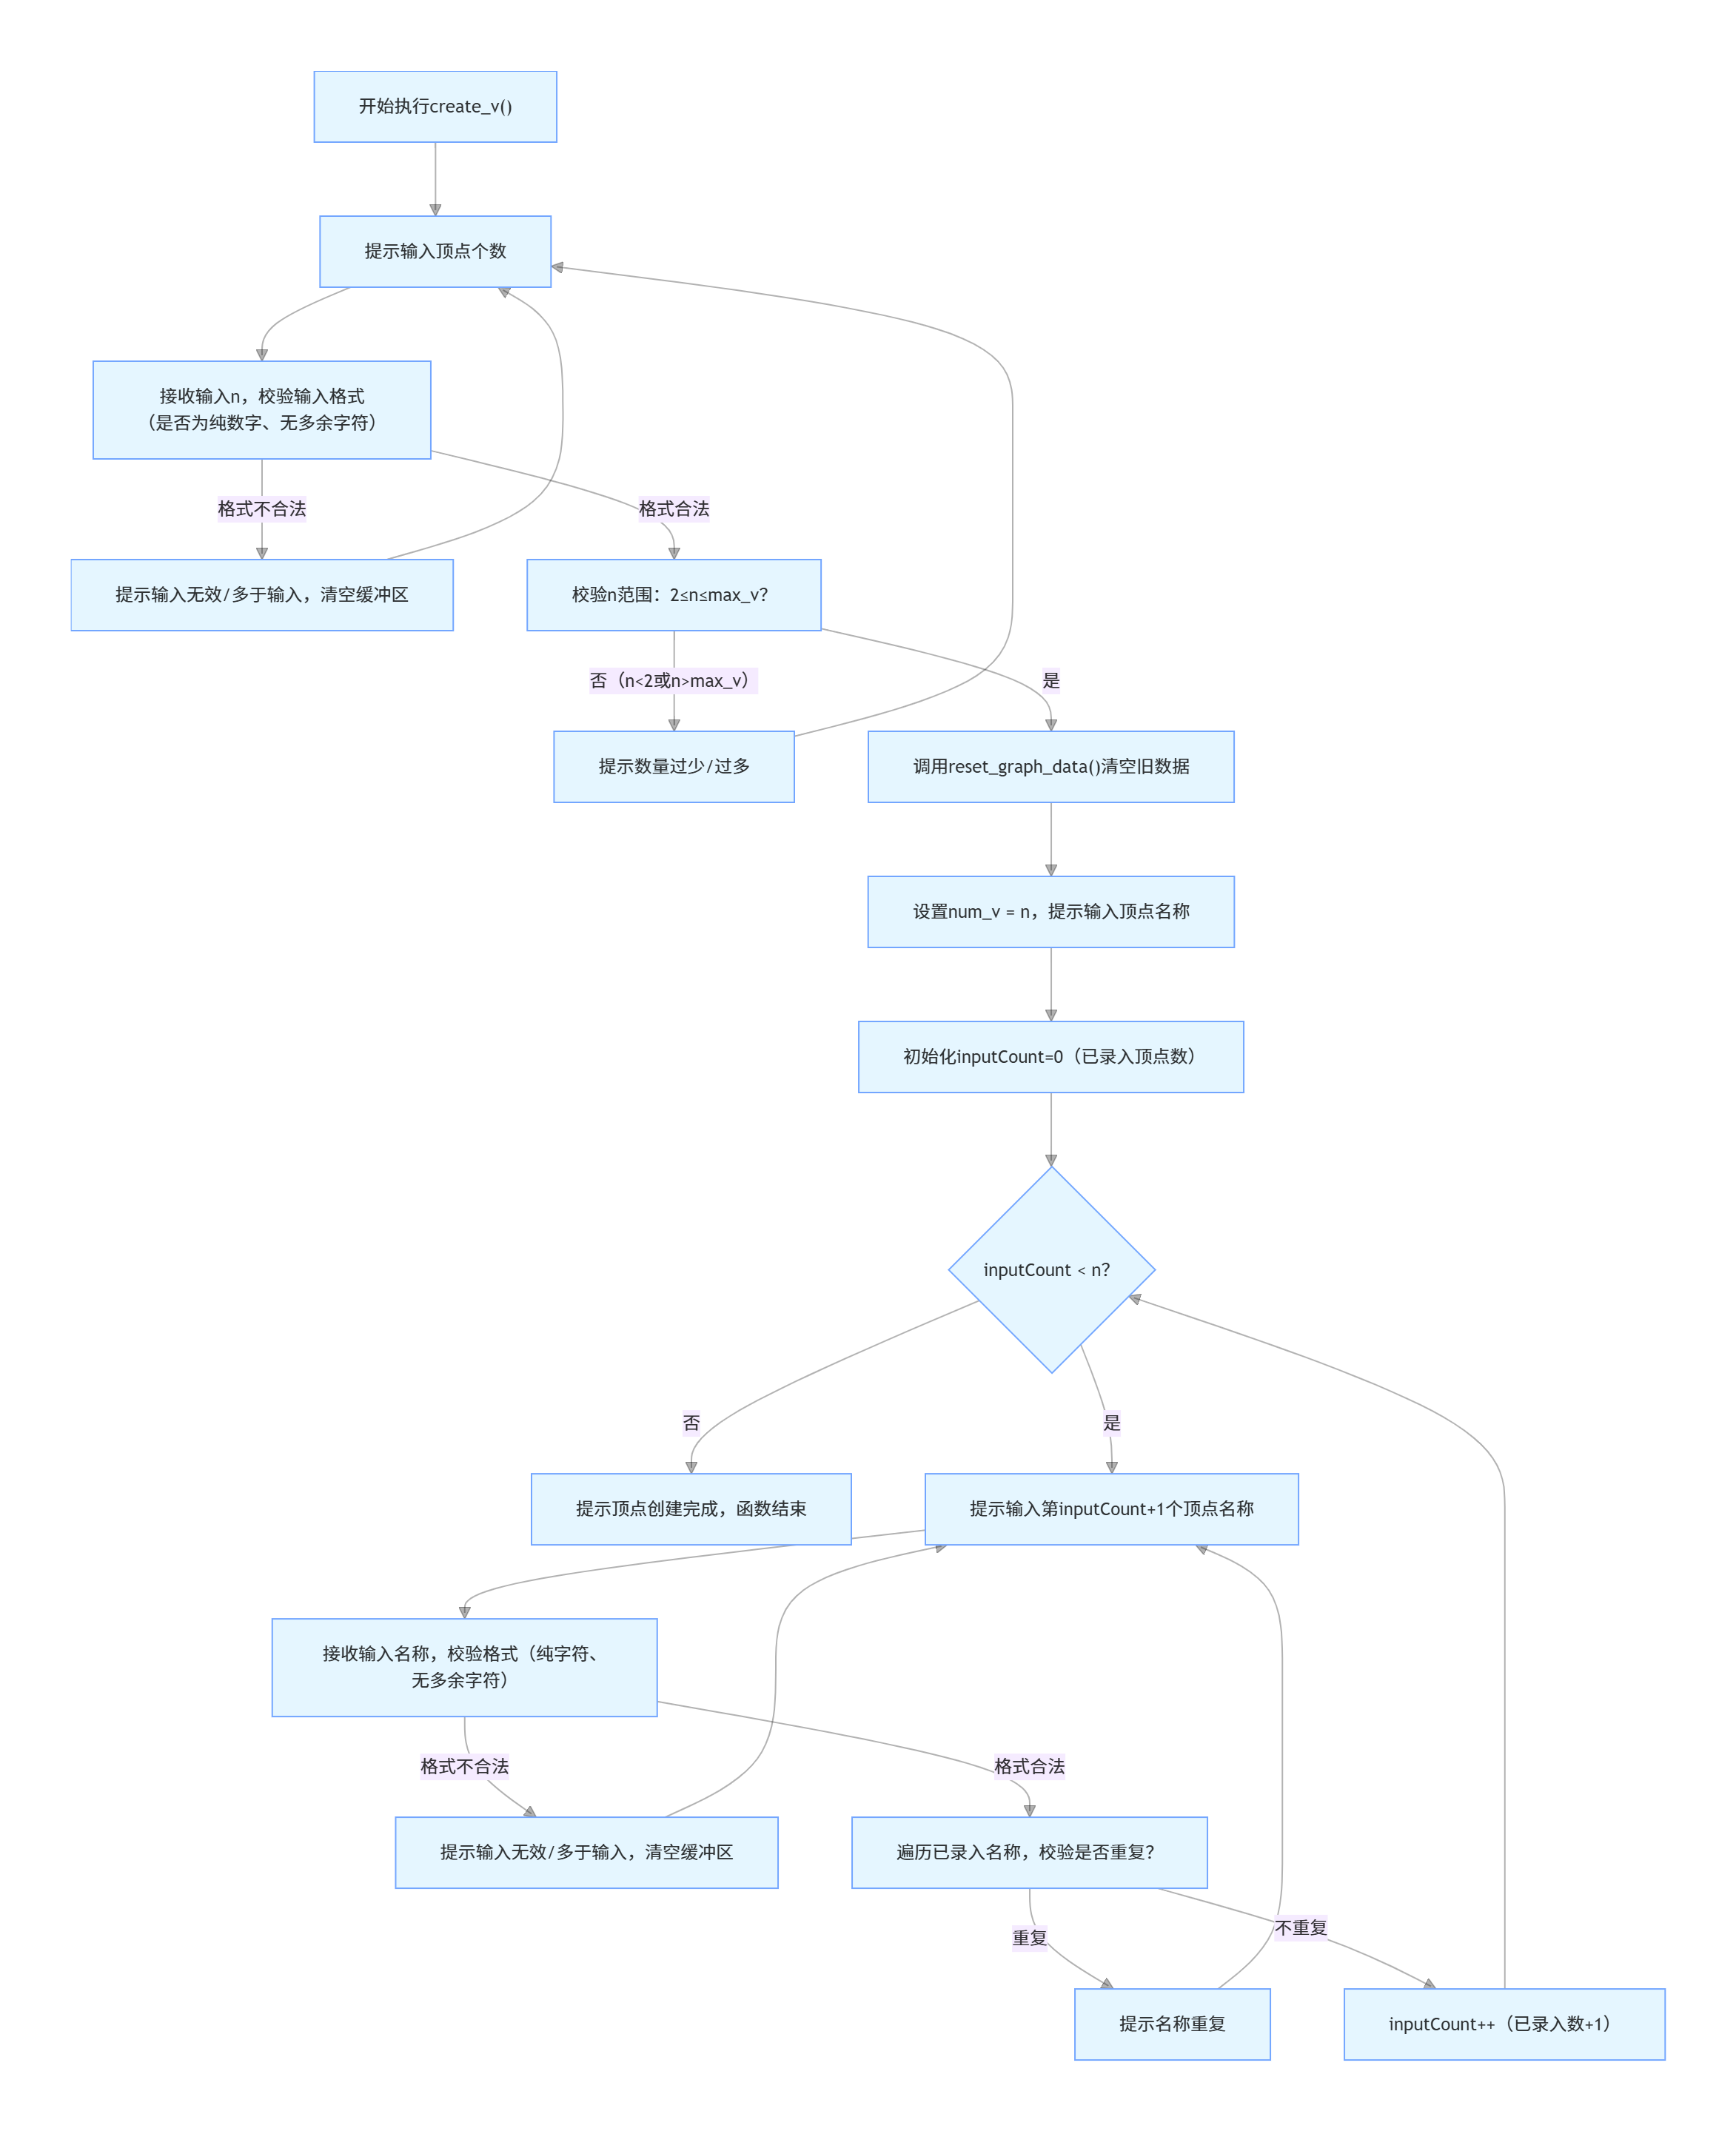 开始执行create_v()
提示输入顶点个数
接收输入n，校验输入格式
（是否为纯数字、无多余字符）
格式不合法
格式合法
提示输入无效/多于输入，清空缓冲区
校验n范围：2≤n≤max_v？
否（n<2或n>max_v）
是
提示数量过少/过多
调用reset_graph_data()清空旧数据
设置num_v = n，提示输入顶点名称
初始化inputCount=0（已录入顶点数）
inputCount < n？
否
是
提示顶点创建完成，函数结束
提示输入第inputCount+1个顶点名称
接收输入名称，校验格式（纯字符、
无多余字符）
格式不合法
格式合法
提示输入无效/多于输入，清空缓冲区
遍历已录入名称，校验是否重复？
重复
不重复
提示名称重复
inputCount++（已录入数+1）